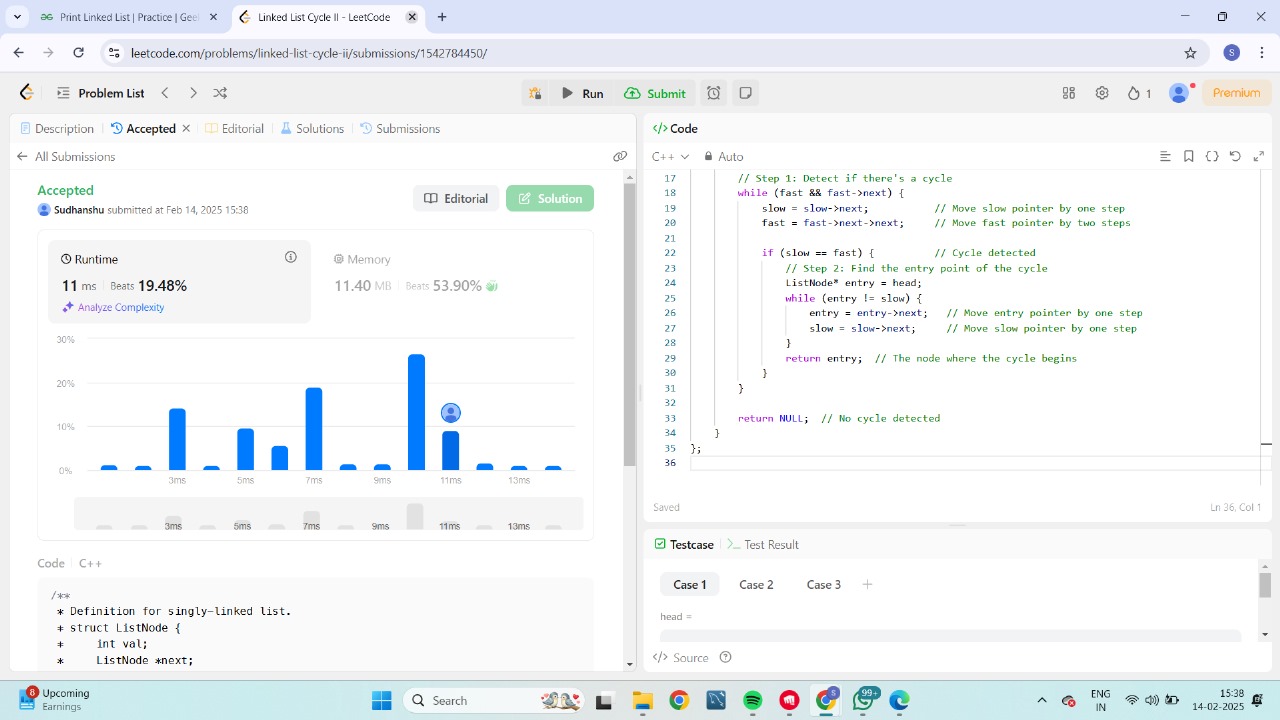 Print Linked List | Practice | Gee
Linked List Cycle II - LeetCode
leetcode.com/problems/linked-list-cycle-ii/submissions/1542784450/
S
Problem List
Run
Submit
1
Premium
Description
Accepted
Editorial
Solutions
Submissions
All Submissions
Accepted
Sudhanshu submitted at Feb 14, 2025 15:38
Editorial
Solution
Runtime
11 ms | Beats 19.48%
Analyze Complexity
Memory
11.40 MB | Beats 53.90%
30%
20%
10%
0%
3ms 5ms 7ms 9ms 11ms 13ms
3ms 5ms 7ms 9ms 11ms 13ms
Code | C++
/**
* Definition for singly-linked list.
* struct ListNode {
*     int val;
*     ListNode *next;
</> Code
C++
Auto
17 // Step 1: Detect if there's a cycle
18 while (fast && fast->next) {
19 slow = slow->next; // Move slow pointer by one step
20 fast = fast->next->next; // Move fast pointer by two steps
21
22 if (slow == fast) { // Cycle detected
23 // Step 2: Find the entry point of the cycle
24 ListNode* entry = head;
25 while (entry != slow) {
26 entry = entry->next; // Move entry pointer by one step
27 slow = slow->next; // Move slow pointer by one step
28 }
29 return entry; // The node where the cycle begins
30 }
31 }
32
33 return NULL; // No cycle detected
34 }
35 };
36
Saved
Ln 36, Col 1
Testcase
>_ Test Result
Case 1
Case 2
Case 3
+
head =
</> Source
8
Upcoming
Earnings
Search
S
99+
ENG
IN
15:38
14-02-2025